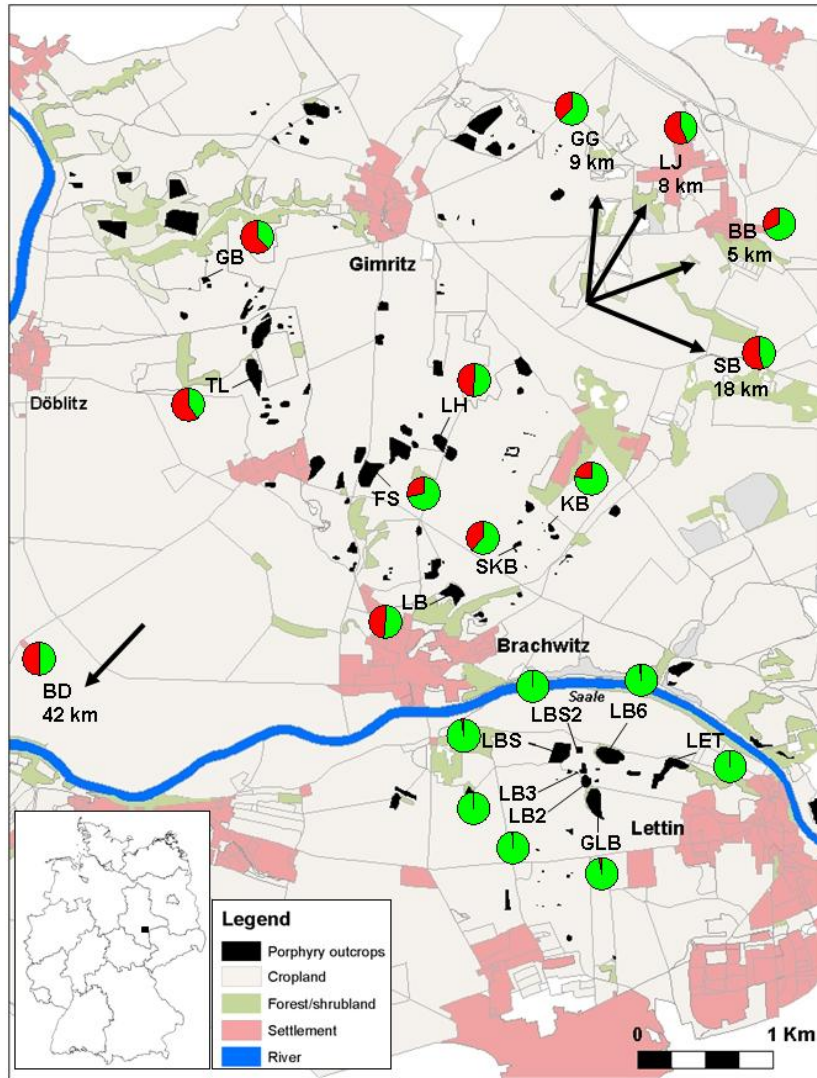 GG
9 km
LJ
8 km
BB
5 km
GB
Gimritz
SB
18 km
TL
Döblitz
LH
FS
KB
SKB
LB
Brachwitz
BD
42 km
Saale
LBS2
LB6
LBS
LET
LB3
LB2
Lettin
GLB
Legend
Porphyry outcrops
Cropland
Forest/shrubland
Settlement
River
0 1 Km